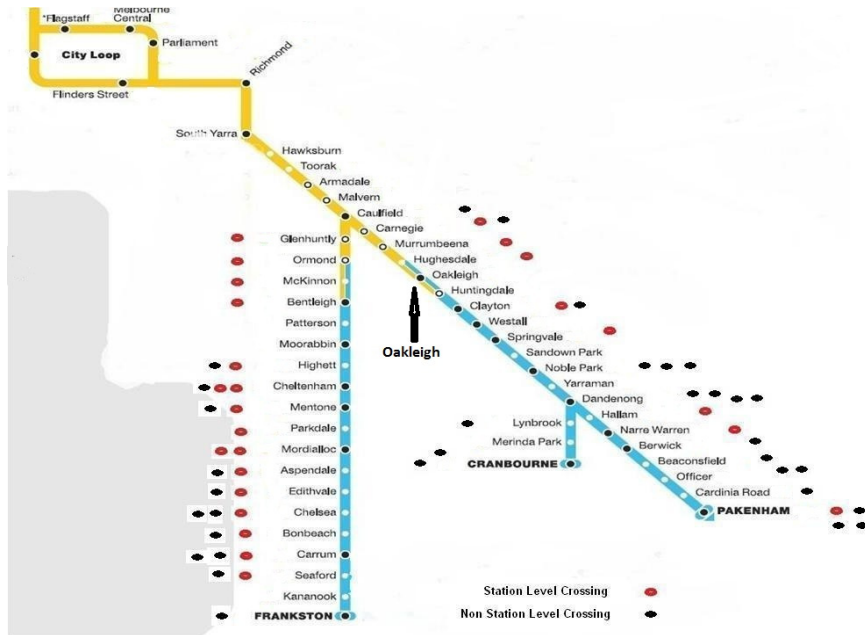 Melbourne
*Flagstaff Central
Parliament
City Loop
Richmond
Flinders Street
South Yarra
Hawksburn
Toorak
Armadale
Malvern
Caulfield
Carnegie
Glenhuntly
Murrumbeena
Ormond
Hughesdale
Oakleigh
McKinnon
Huntingdale
Bentleigh
Clayton
Patterson
Westall
Springvale
Moorabbin
Oakleigh
Sandown Park
Highett
Noble Park
Cheltenham
Yarraman
Dandenong
Mentone
Hallam
Lynbrook
Parkdale
Narre Warren
Merinda Park
Mordialloc
Berwick
CRANBOURNE
Beaconsfield
Aspendale
Officer
Edithvale
Cardinia Road
Chelsea
PAKENHAM
Bonbeach
Carrum
Seaford
Station Level Crossing
Kananook
Non Station Level Crossing
FRANKSTON